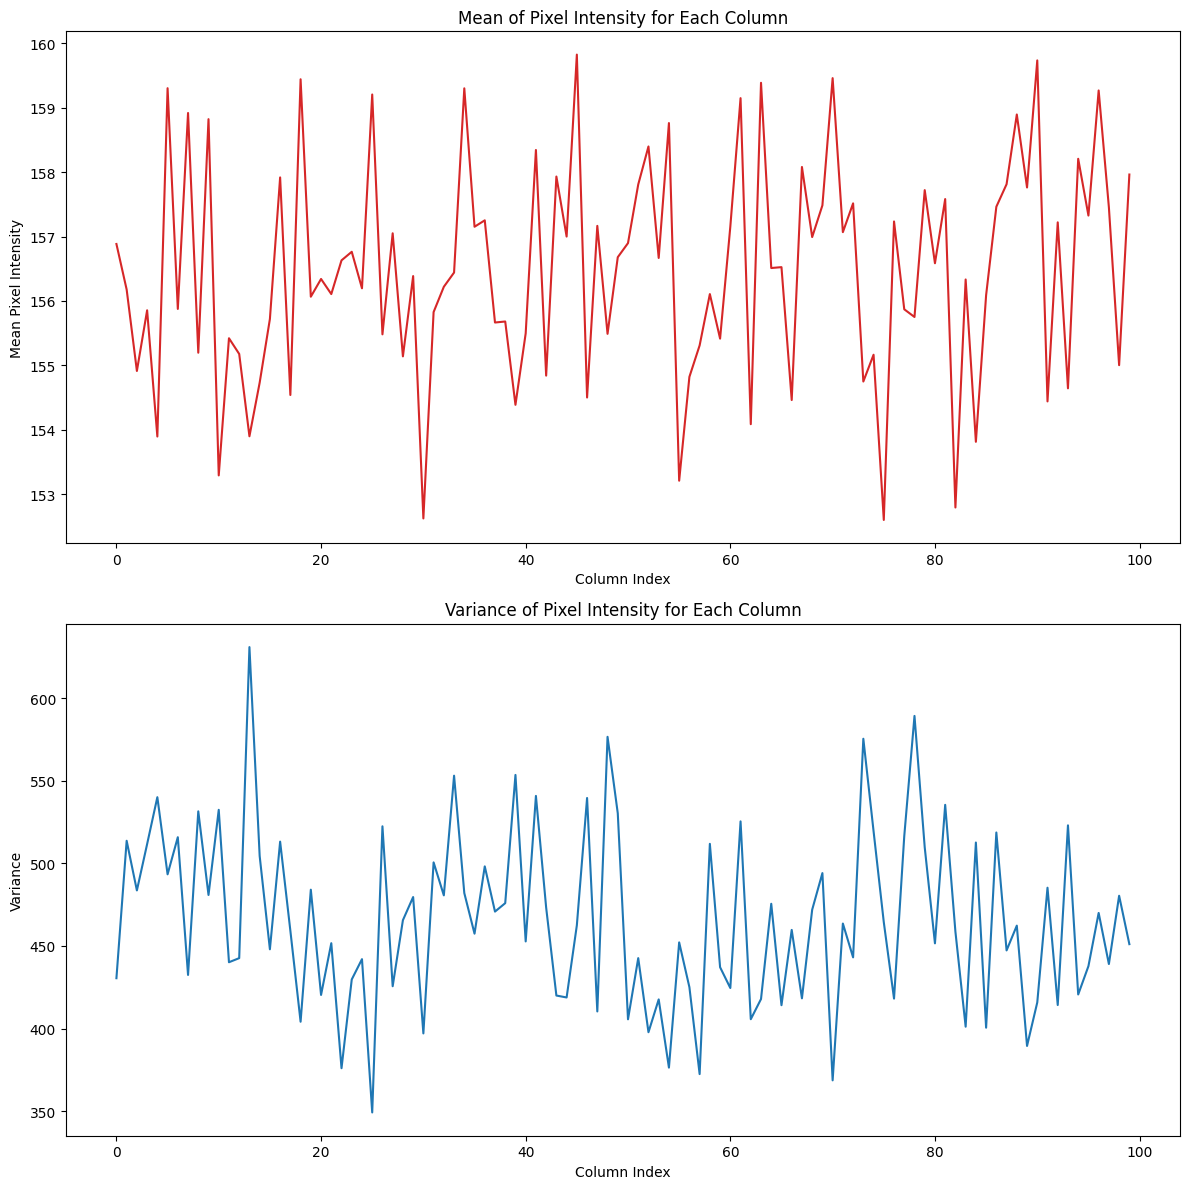 Mean of Pixel Intensity for Each Column
160
159
158
157
156
155
154
153
Mean Pixel Intensity
0 20 40 60 80 100
Column Index
Variance of Pixel Intensity for Each Column
600
550
500
450
400
350
Variance
0 20 40 60 80 100
Column Index